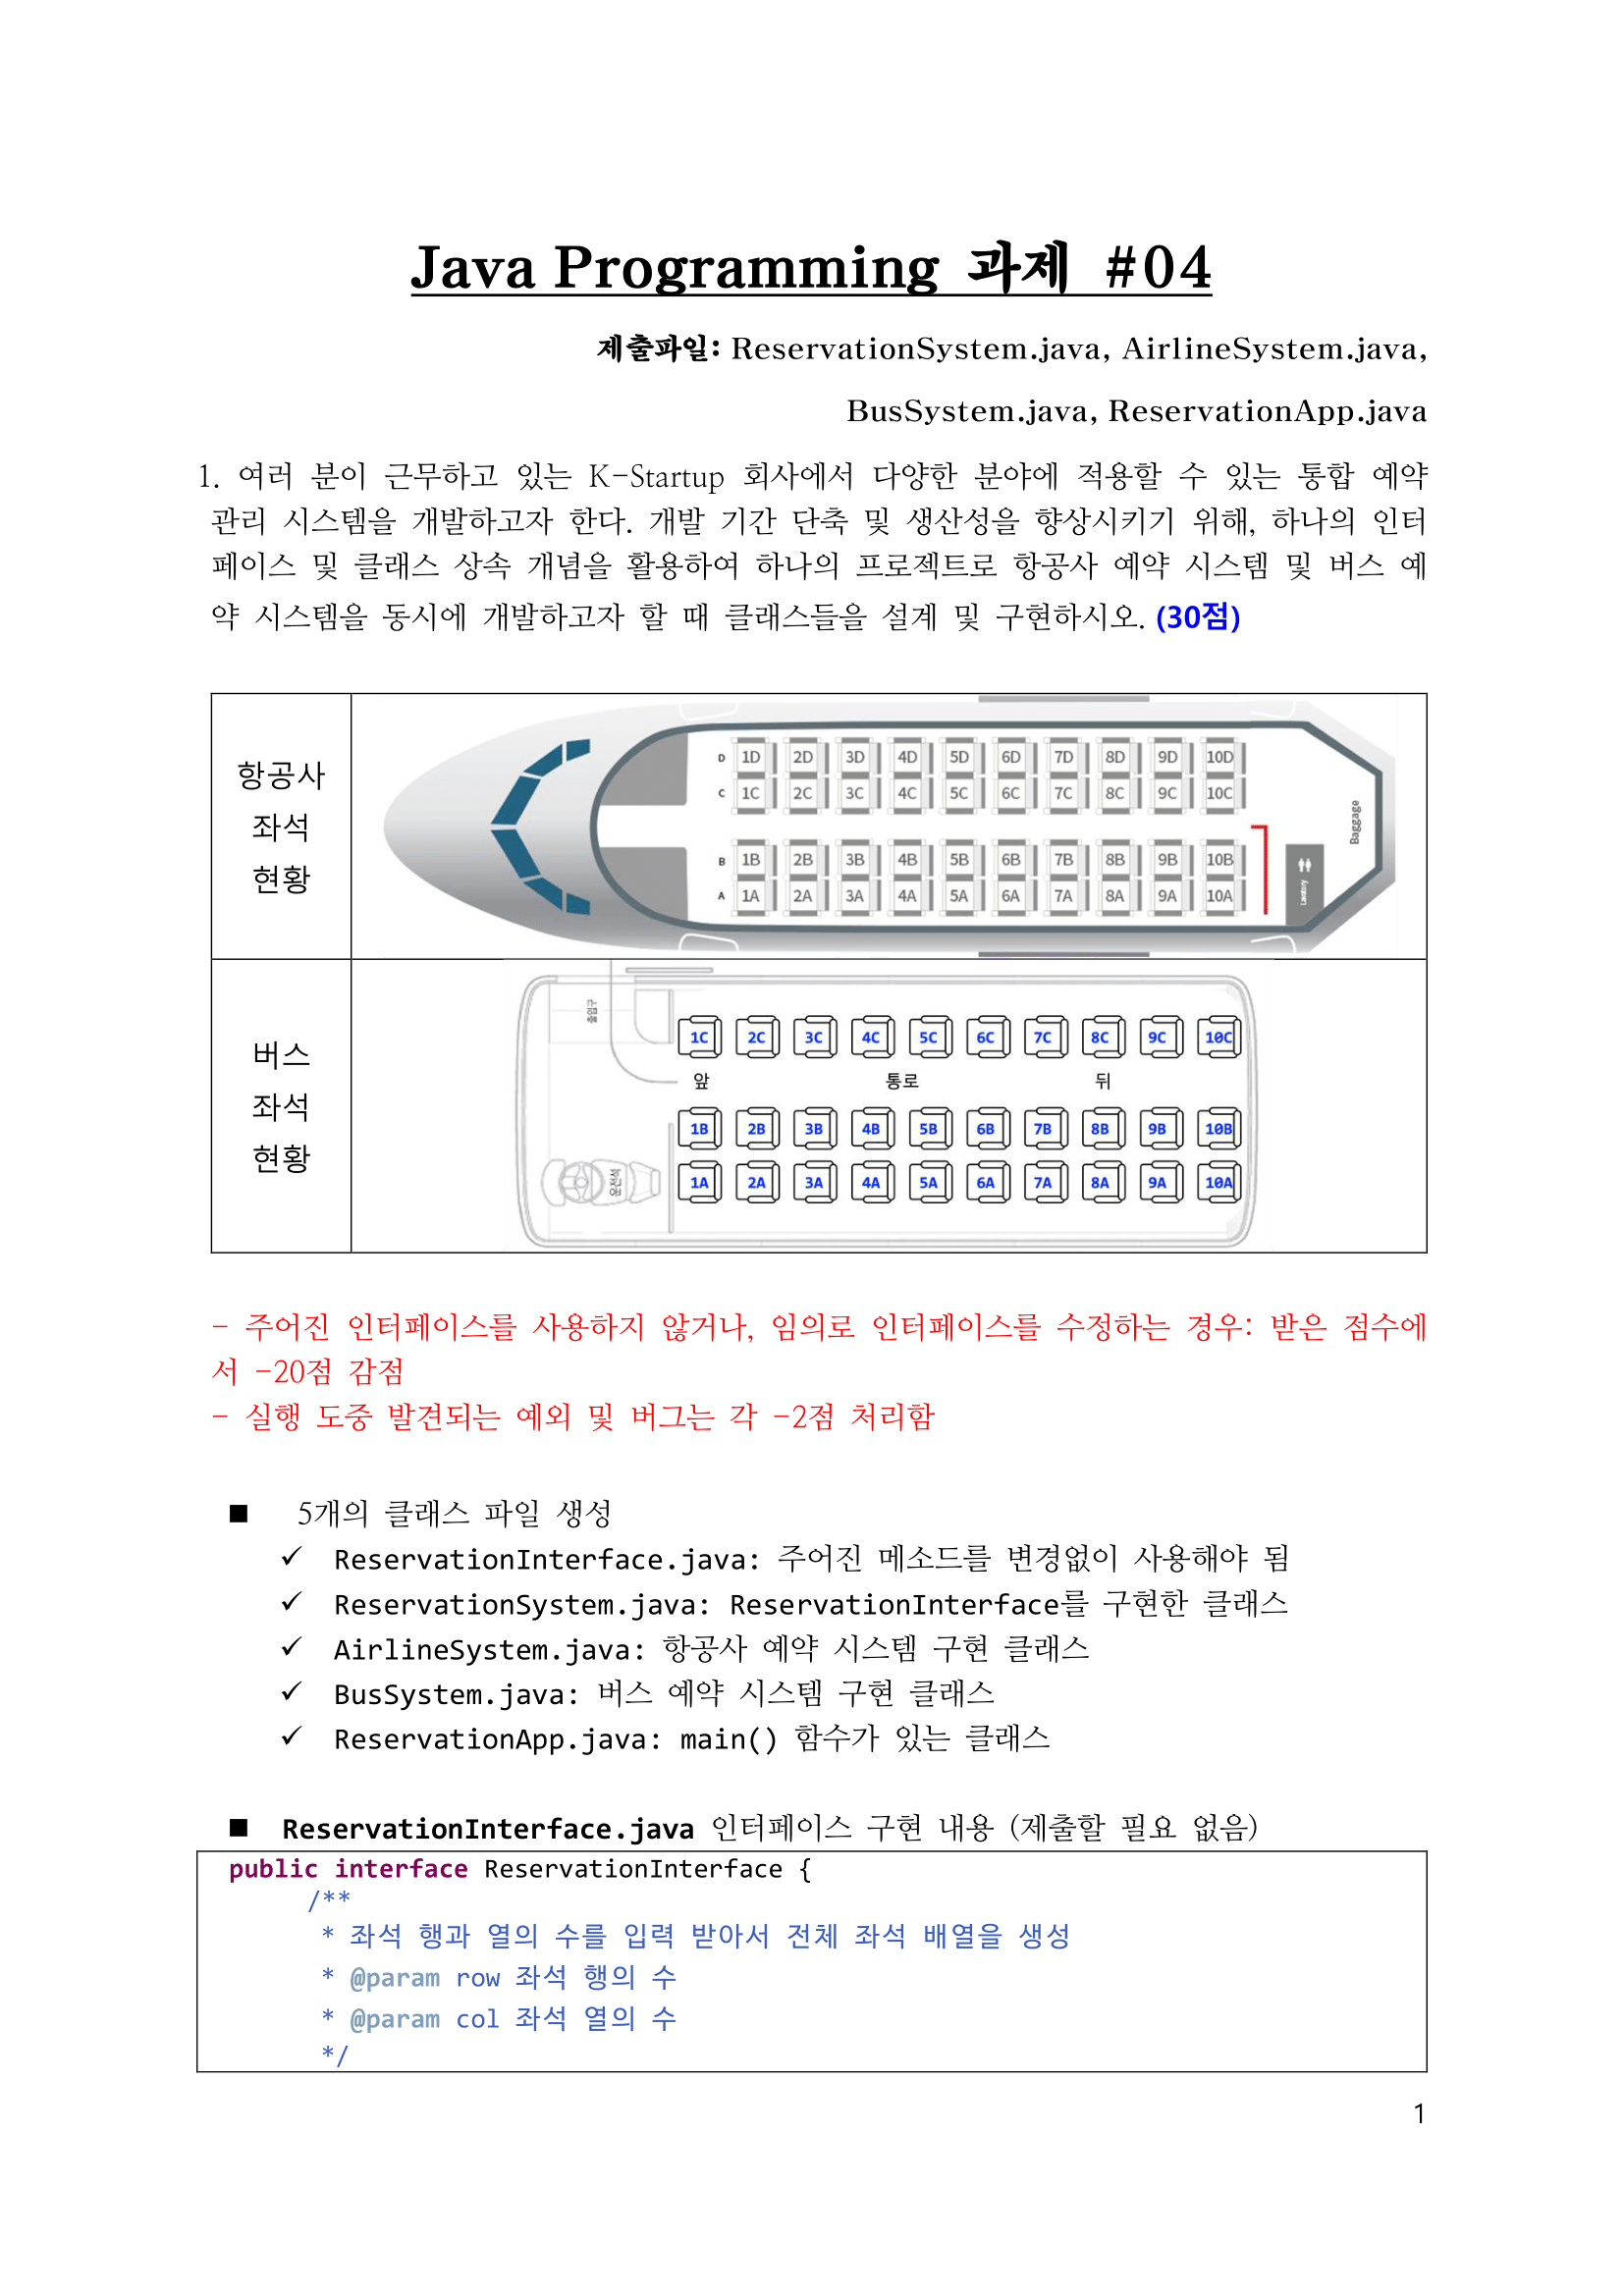 Java Programming 과제 #04
제출파일: ReservationSystem.java, AirlineSystem.java,
BusSystem.java, ReservationApp.java
1. 여러 분이 근무하고 있는 K-Startup 회사에서 다양한 분야에 적용할 수 있는 통합 예약
관리 시스템을 개발하고자 한다. 개발 기간 단축 및 생산성을 향상시키기 위해, 하나의 인터
페이스 및 클래스 상속 개념을 활용하여 하나의 프로젝트로 항공사 예약 시스템 및 버스 예
약 시스템을 동시에 개발하고자 할 때 클래스들을 설계 및 구현하시오. (30점)
항공사
좌석
현황
D 1D 2D 3D 4D 5D 6D 7D 8D 9D 10D
C 1C 2C 3C 4C 5C 6C 7C 8C 9C 10C
B 1B 2B 3B 4B 5B 6B 7B 8B 9B 10B
A 1A 2A 3A 4A 5A 6A 7A 8A 9A 10A
Lavatory
Baggage
버스
좌석
현황
출입구
1C 2C 3C 4C 5C 6C 7C 8C 9C 10C
앞 통로 뒤
1B 2B 3B 4B 5B 6B 7B 8B 9B 10B
운전석
1A 2A 3A 4A 5A 6A 7A 8A 9A 10A
- 주어진 인터페이스를 사용하지 않거나, 임의로 인터페이스를 수정하는 경우: 받은 점수에
서 -20점 감점
- 실행 도중 발견되는 예외 및 버그는 각 -2점 처리함
■ 5개의 클래스 파일 생성
✓ ReservationInterface.java: 주어진 메소드를 변경없이 사용해야 됨
✓ ReservationSystem.java: ReservationInterface를 구현한 클래스
✓ AirlineSystem.java: 항공사 예약 시스템 구현 클래스
✓ BusSystem.java: 버스 예약 시스템 구현 클래스
✓ ReservationApp.java: main() 함수가 있는 클래스
■ ReservationInterface.java 인터페이스 구현 내용 (제출할 필요 없음)
public interface ReservationInterface {
/**
* 좌석 행과 열의 수를 입력 받아서 전체 좌석 배열을 생성
* @param row 좌석 행의 수
* @param col 좌석 열의 수
*/
1